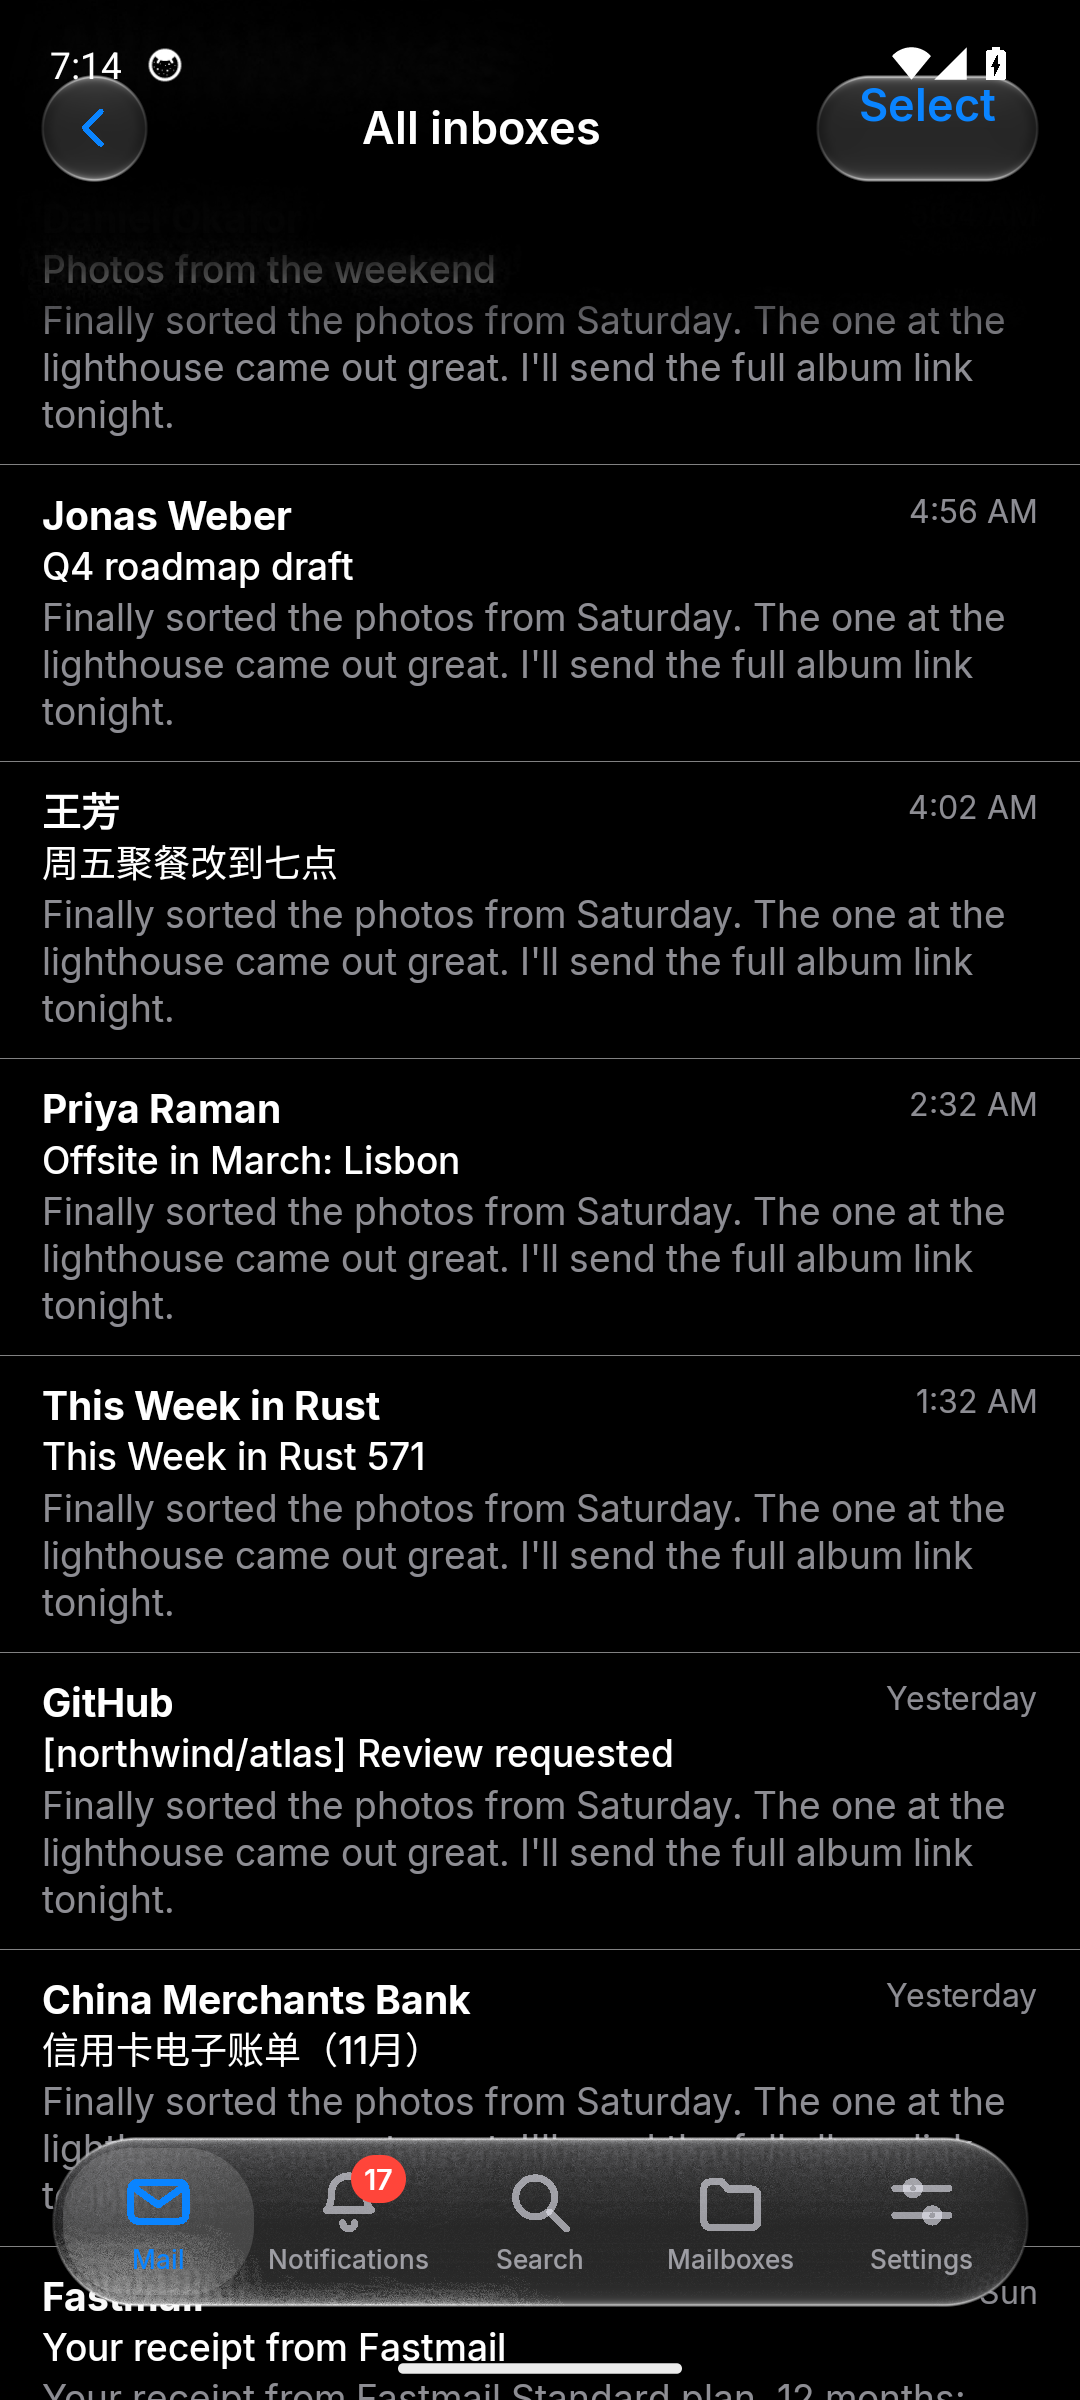 7:14
Select
All inboxes
Daniel Okafor
Photos from the weekend
Finally sorted the photos from Saturday. The one at the
lighthouse came out great. I'll send the full album link
tonight.
Jonas Weber
4:56 AM
Q4 roadmap draft
Finally sorted the photos from Saturday. The one at the
lighthouse came out great. I'll send the full album link
tonight.
王芳
4:02 AM
周五聚餐改到七点
Finally sorted the photos from Saturday. The one at the
lighthouse came out great. I'll send the full album link
tonight.
Priya Raman
2:32 AM
Offsite in March: Lisbon
Finally sorted the photos from Saturday. The one at the
lighthouse came out great. I'll send the full album link
tonight.
This Week in Rust
1:32 AM
This Week in Rust 571
Finally sorted the photos from Saturday. The one at the
lighthouse came out great. I'll send the full album link
tonight.
GitHub
Yesterday
[northwind/atlas] Review requested
Finally sorted the photos from Saturday. The one at the
lighthouse came out great. I'll send the full album link
tonight.
China Merchants Bank
Yesterday
信用卡电子账单（11月）
Finally sorted the photos from Saturday. The one at the
17
Mail
Notifications
Search
Mailboxes
Settings
Fastmail
Sun
Your receipt from Fastmail
Your receipt from Fastmail Standard plan, 12 months: